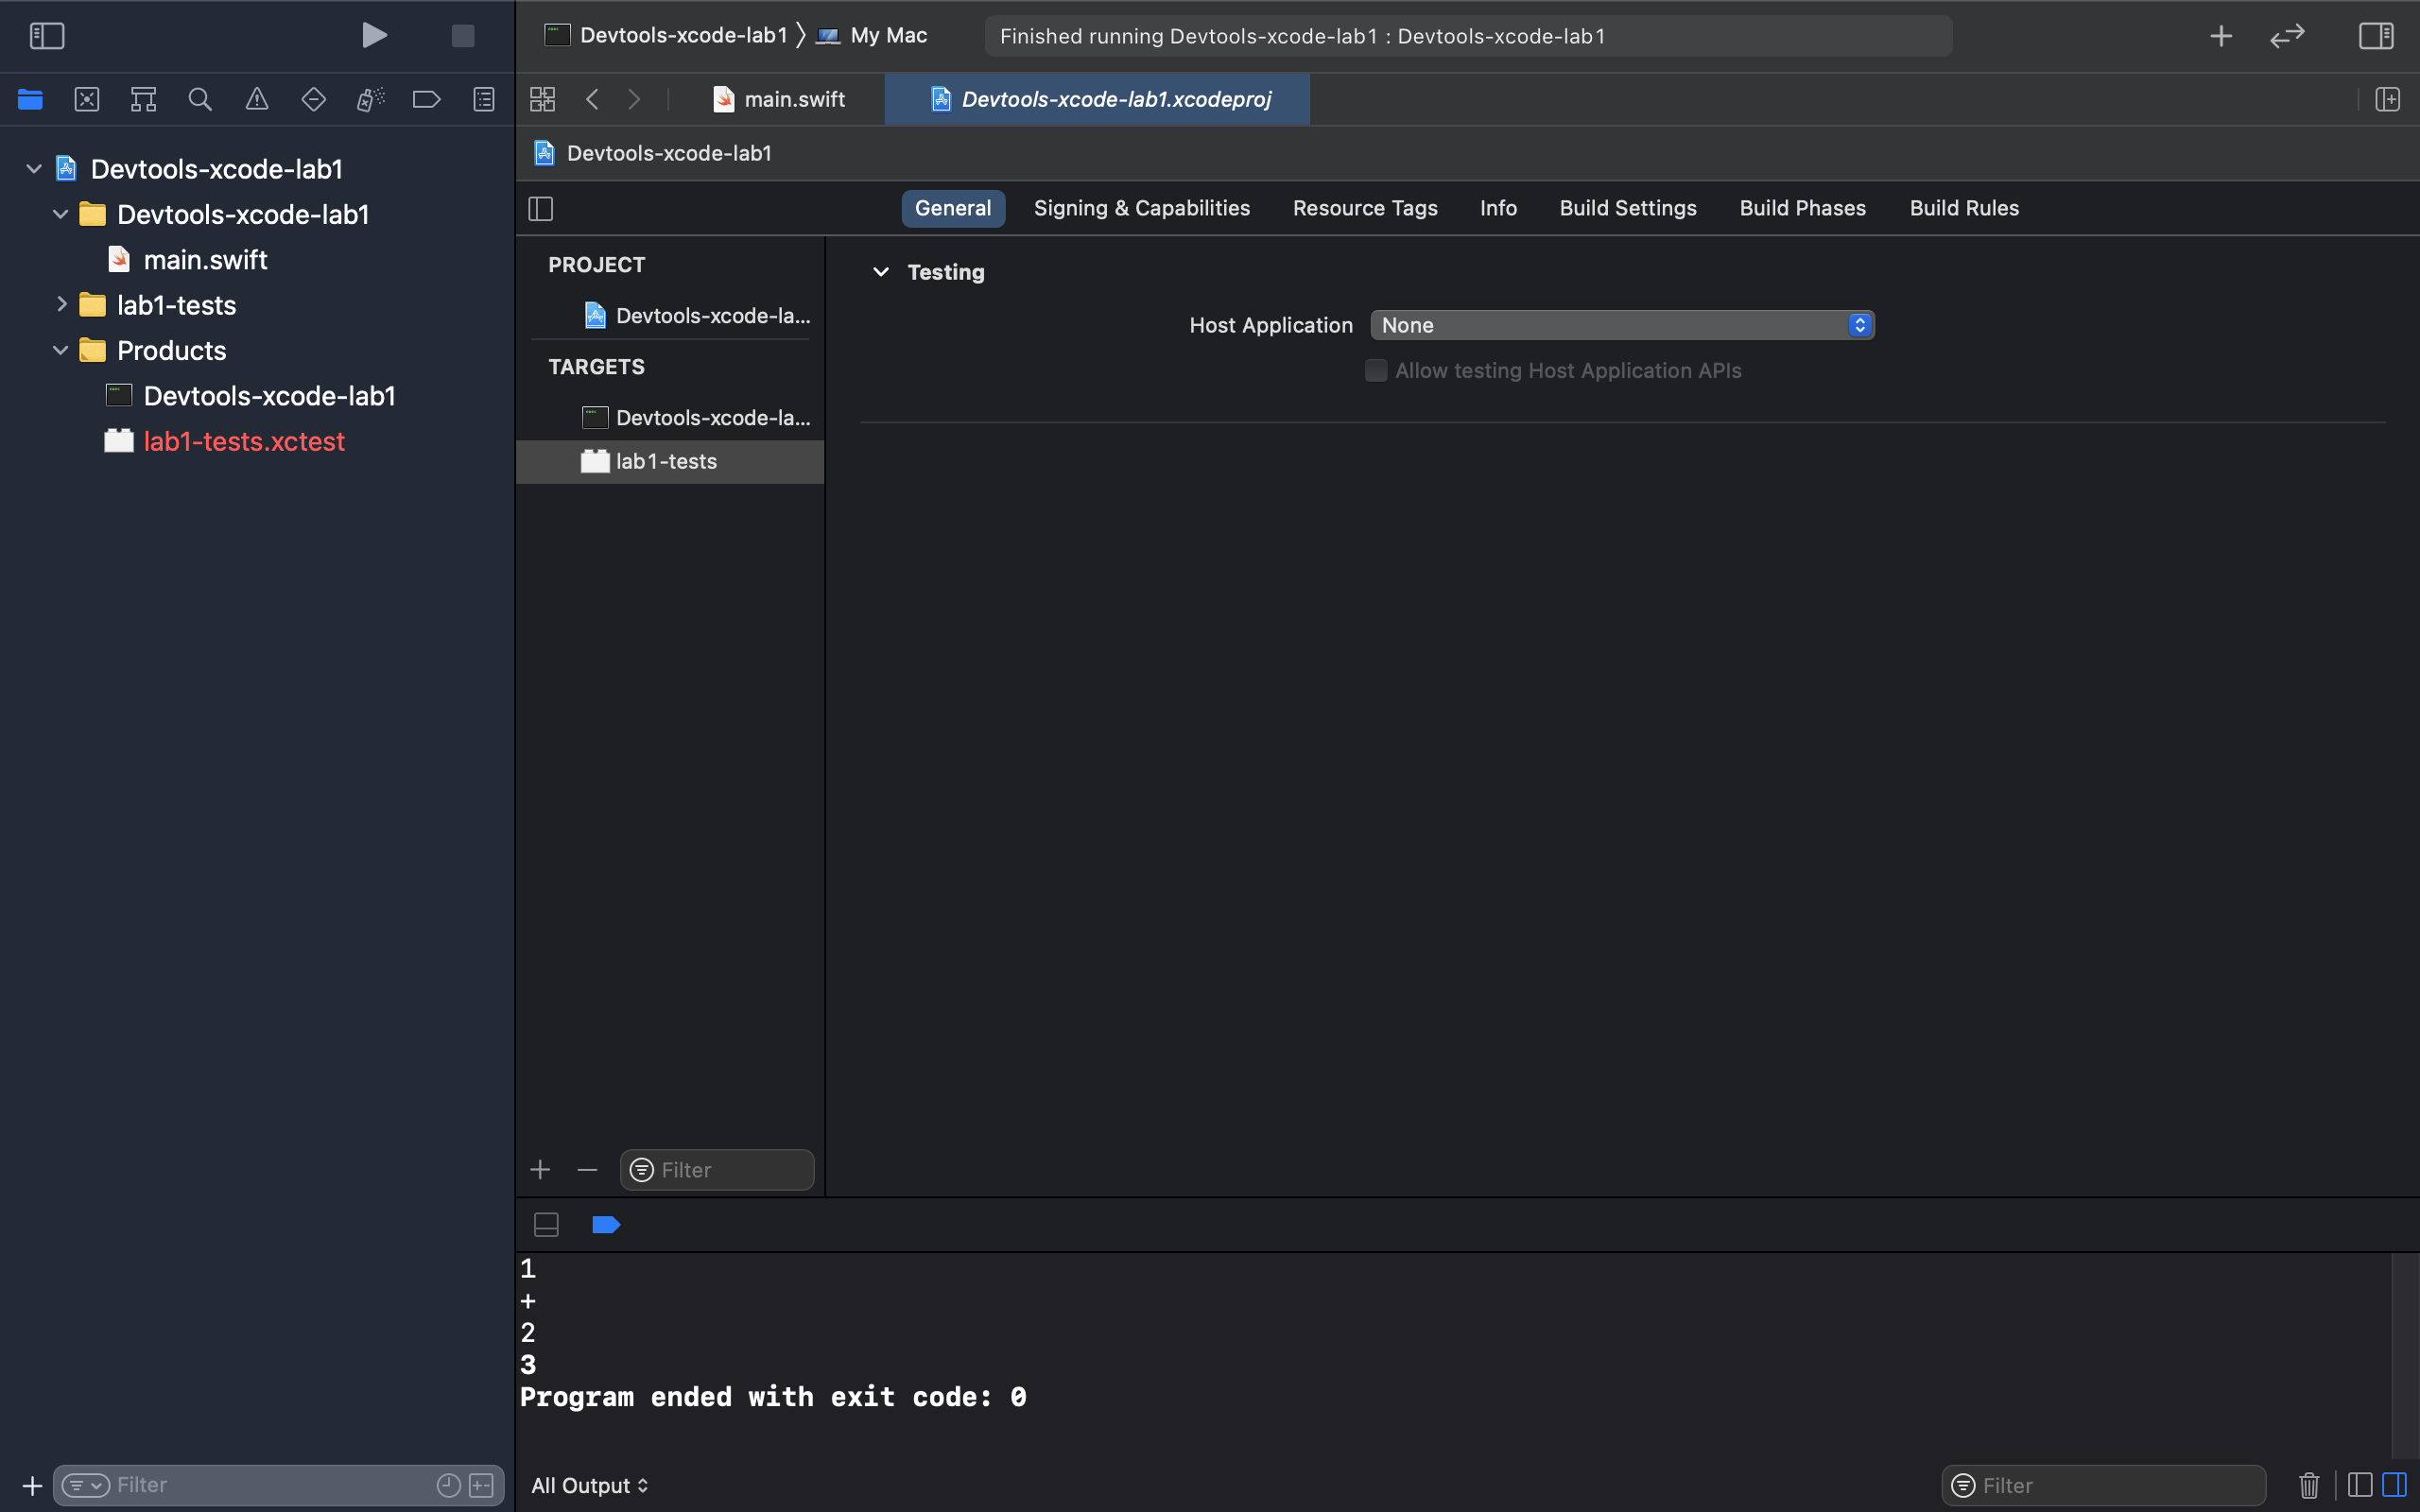 Devtools-xcode-lab1 〉 My Mac
Finished running Devtools-xcode-lab1 : Devtools-xcode-lab1
main.swift
Devtools-xcode-lab1.xcodeproj
Devtools-xcode-lab1
Devtools-xcode-lab1
Devtools-xcode-lab1
main.swift
lab1-tests
Products
Devtools-xcode-lab1
lab1-tests.xctest
General
Signing & Capabilities
Resource Tags
Info
Build Settings
Build Phases
Build Rules
PROJECT
Devtools-xcode-la...
TARGETS
Devtools-xcode-la...
lab1-tests
Testing
Host Application
None
Allow testing Host Application APIs
Filter
1
+
2
3
Program ended with exit code: 0
Filter
All Output
Filter